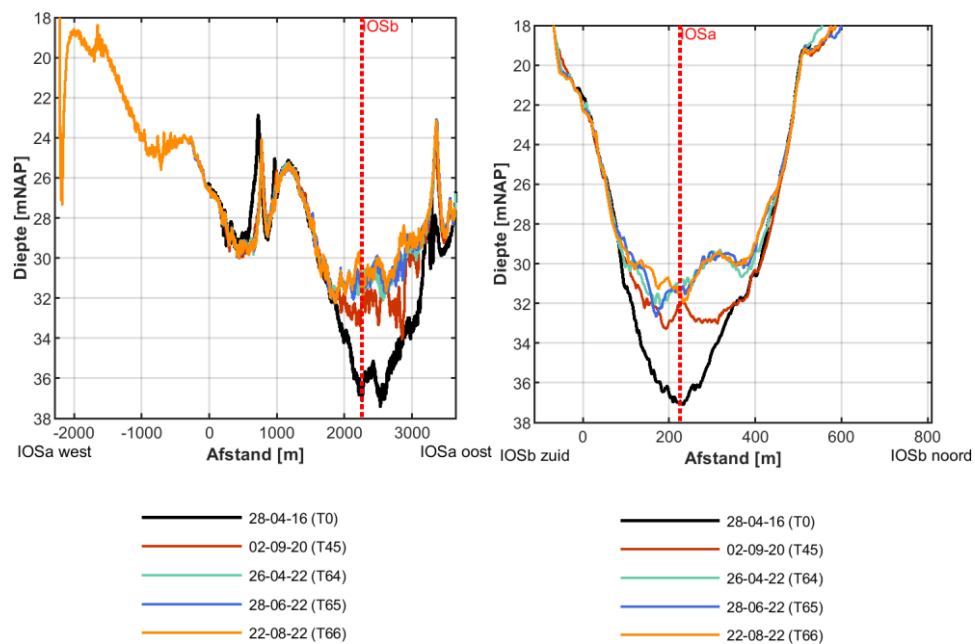 IOSb
18
20
22
24
26
28
30
32
34
36
38
Diepte [mNAP]
-2000 -1000 0 1000 2000 3000
IOSa west Afstand [m] IOSa oost
28-04-16 (T0)
02-09-20 (T45)
26-04-22 (T64)
28-06-22 (T65)
22-08-22 (T66)
IOSa
18
20
22
24
26
28
30
32
34
36
38
Diepte [mNAP]
0 200 400 600 800
IOSb zuid Afstand [m] IOSb noord
28-04-16 (T0)
02-09-20 (T45)
26-04-22 (T64)
28-06-22 (T65)
22-08-22 (T66)